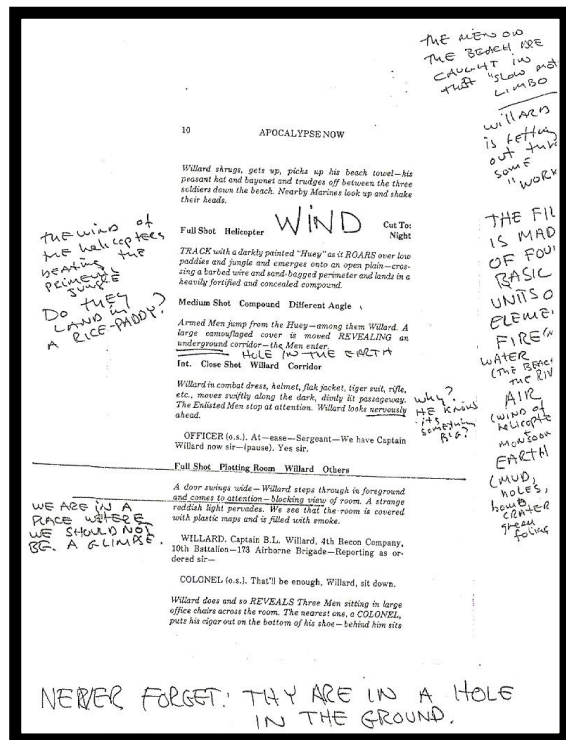 THE MEN ON
THE BEACH ARE
CAUGHT IN
THAT "SLOW MOT
LIMBO
WILLARD
is
out
SOME
"WORK
10
APOCALYPSE NOW
Willard shrugs, gets up, picks up his beach towel—his
peasant hat and bayonet and trudges off between the three
soldiers down the beach. Nearby Marines look up and shake
their heads.
WIND
Full Shot Helicopter
Cut To:
Night
TRACK with a darkly painted "Huey" as it ROARS over low
paddies and jungle and emerges onto an open plain—cros-
sing a barbed wire and sand-bagged perimeter and lands in a
heavily fortified and concealed compound.
Medium Shot Compound Different Angle
Armed Men jump from the Huey—among them Willard. A
large camouflaged cover is moved REVEALING an
underground corridor—the Men enter.
HOLE IN THE EARTH
Int. Close Shot Willard Corridor
Willard in combat dress, helmet, flak jacket, tiger suit, rifle,
etc., moves swiftly along the dark, dimly lit passageway.
The Enlisted Men stop at attention. Willard looks nervously
ahead.
OFFICER (o.s.). At—ease—Sergeant—We have Captain
Willard now sir—(pause). Yes sir.
Full Shot Plotting Room Willard Others
A door swings wide—Willard steps through in foreground
and comes to attention—blocking view of room. A strange
reddish light pervades. We see that the room is covered
with plastic maps and is filled with smoke.
WILLARD. Captain B.L. Willard, 4th Recon Company,
10th Battalion—173 Airborne Brigade—Reporting as or-
dered sir—
COLONEL (o.s.). That'll be enough, Willard, sit down.
Willard does and so REVEALS Three Men sitting in large
office chairs across the room. The nearest one, a COLONEL,
puts his cigar out on the bottom of his shoe—behind him sits
THE WIND OF
THE HELICOPTERS
BEATING THE
PRIMEVAL
JUNGLE
DO THEY
LAND IN
A RICE-PADDY?
WE ARE IN A
PLACE WHERE
WE SHOULD NOT
BE. A GLIMPSE.
THE FIL
IS MAD
OF FOU
BASIC
UNITS O
ELEME
FIRE
WATER
(THE BEAC
THE RIV
AIR
(WIND OF
HELICOPTE
MONSOON
EARTH
(MUD,
HOLES,
BOMB
CRATER
green
foliag
Why?
HE KNOWS
its
SOMETHING
BIG.
NEVER FORGET: THY ARE IN A HOLE
IN THE GROUND.